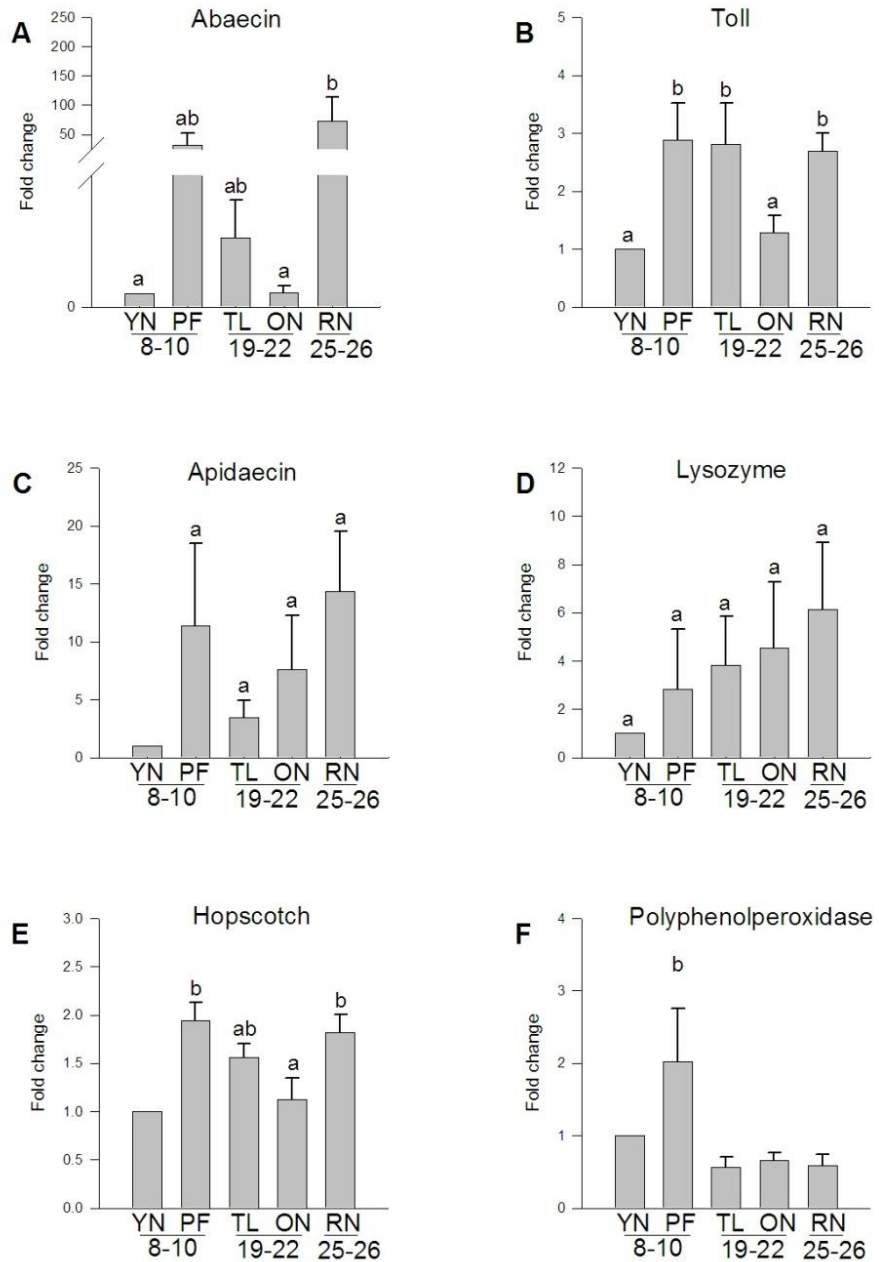 A
Abaecin
Fold change
250
200
150
100
50
0
a
ab
ab
a
b
YN PF TL ON RN
8-10 19-22 25-26
B
Toll
Fold change
5
4
3
2
1
0
a
b
b
a
b
YN PF TL ON RN
8-10 19-22 25-26
C
Apidaecin
Fold change
25
20
15
10
5
0
a
a
a
a
YN PF TL ON RN
8-10 19-22 25-26
D
Lysozyme
Fold change
12
10
8
6
4
2
0
a
a
a
a
a
YN PF TL ON RN
8-10 19-22 25-26
E
Hopscotch
Fold change
3.0
2.5
2.0
1.5
1.0
0.5
0.0
b
ab
a
b
YN PF TL ON RN
8-10 19-22 25-26
F
Polyphenolperoxidase
Fold change
4
3
2
1
0
b
YN PF TL ON RN
8-10 19-22 25-26